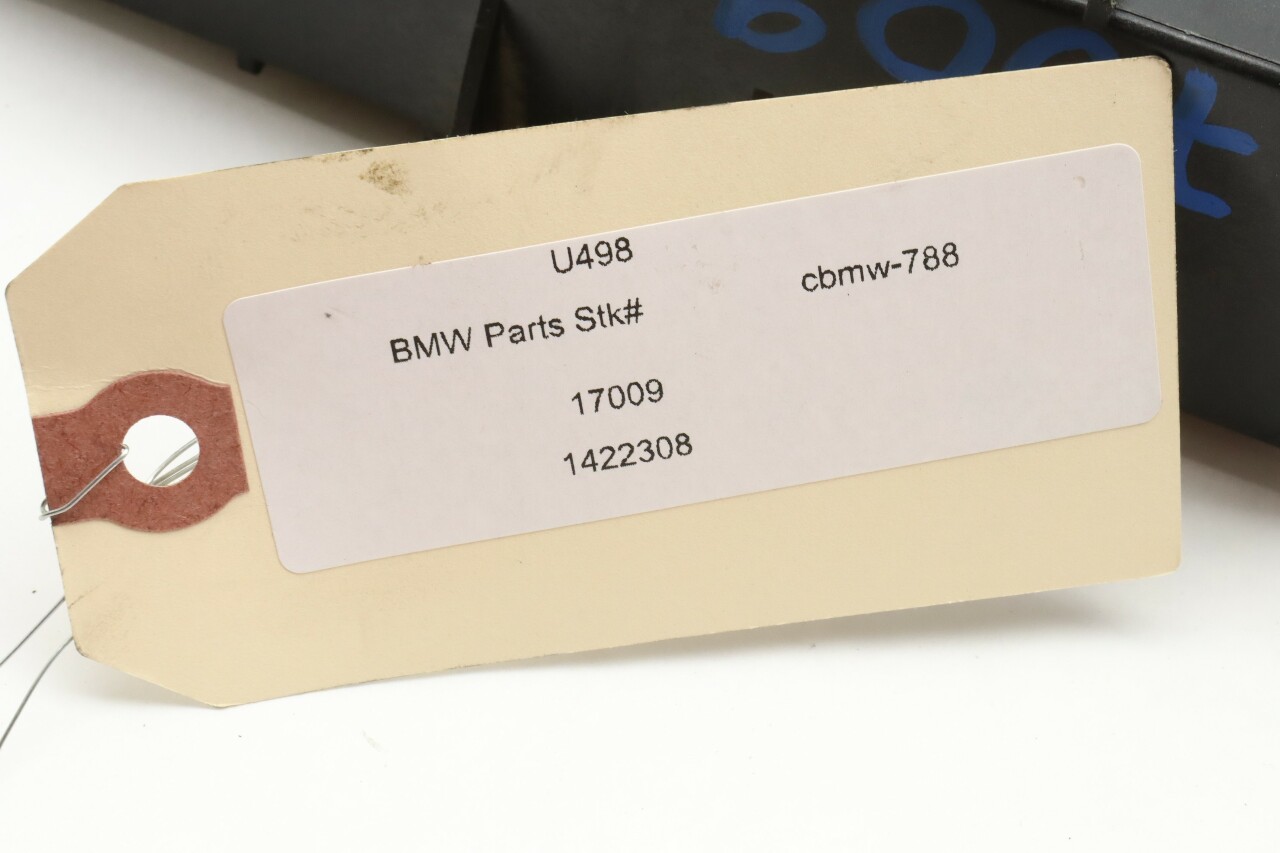 U498
cbmw-788
BMW Parts Stk#
17009
1422308